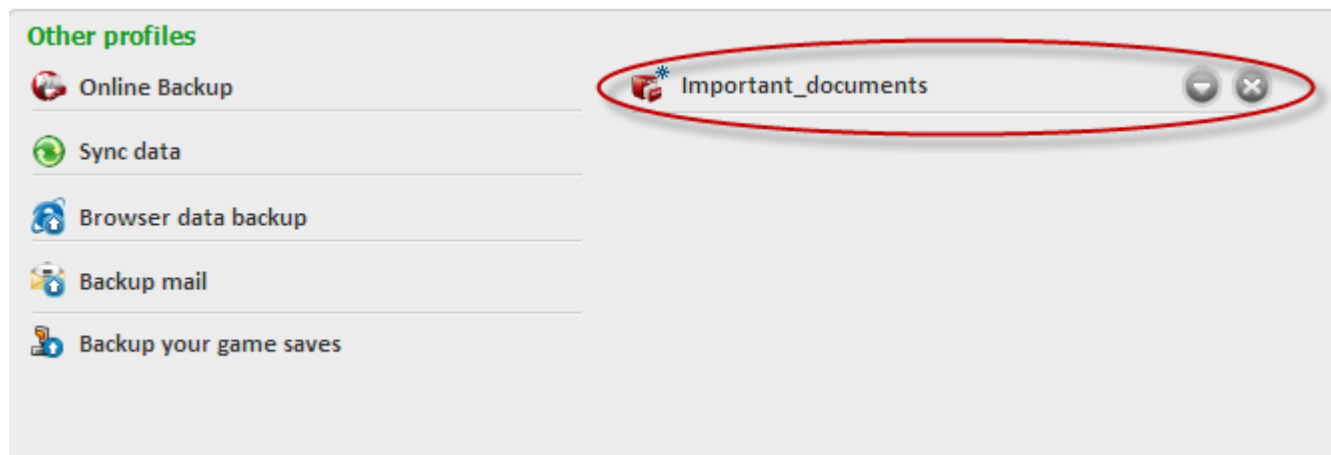 Other profiles
Online Backup
Important_documents
Sync data
Browser data backup
Backup mail
Backup your game saves